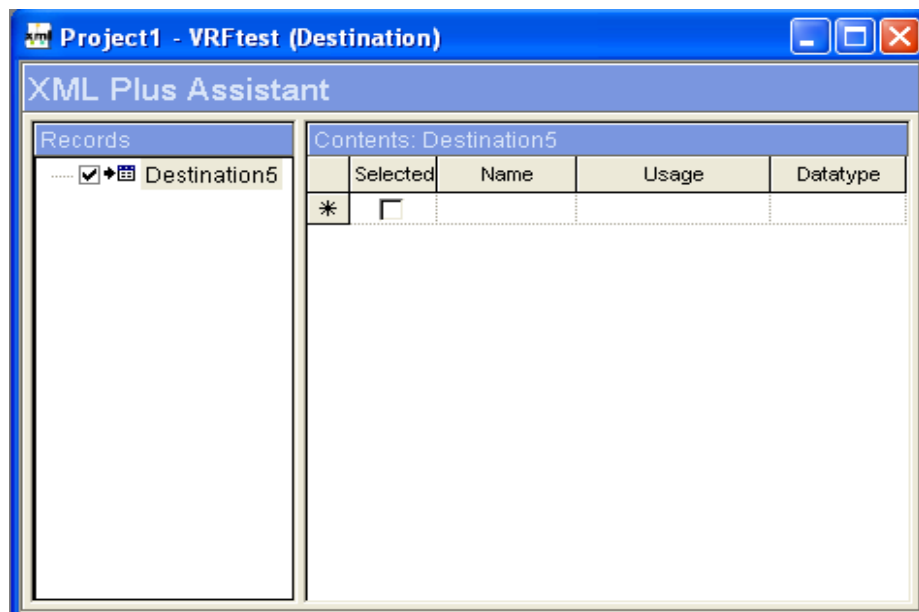 Project1 - VRFtest (Destination)
XML Plus Assistant
Records
Destination5
Contents: Destination5
Selected Name Usage Datatype
*